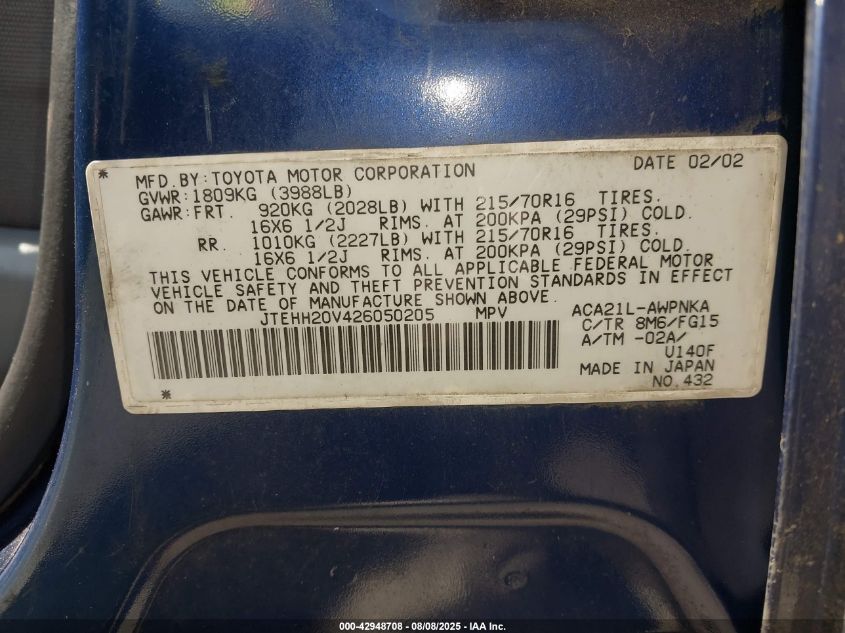 * MFD.BY:TOYOTA MOTOR CORPORATION DATE 02/02
GVWR:1809KG (3988LB)
GAWR:FRT. 920KG (2028LB) WITH 215/70R16 TIRES.
16X6 1/2J RIMS. AT 200KPA (29PSI) COLD.
RR. 1010KG (2227LB) WITH 215/70R16 TIRES.
16X6 1/2J RIMS. AT 200KPA (29PSI) COLD.
THIS VEHICLE CONFORMS TO ALL APPLICABLE FEDERAL MOTOR
VEHICLE SAFETY AND THEFT PREVENTION STANDARDS IN EFFECT
ON THE DATE OF MANUFACTURE SHOWN ABOVE.
JTEHH20V426050205 MPV ACA21L-AWPNKA
C/TR 8M6/FG15
A/TM -02A/
U140F
MADE IN JAPAN
* NO.432
000-42948708 - 08/08/2025 - IAA Inc.